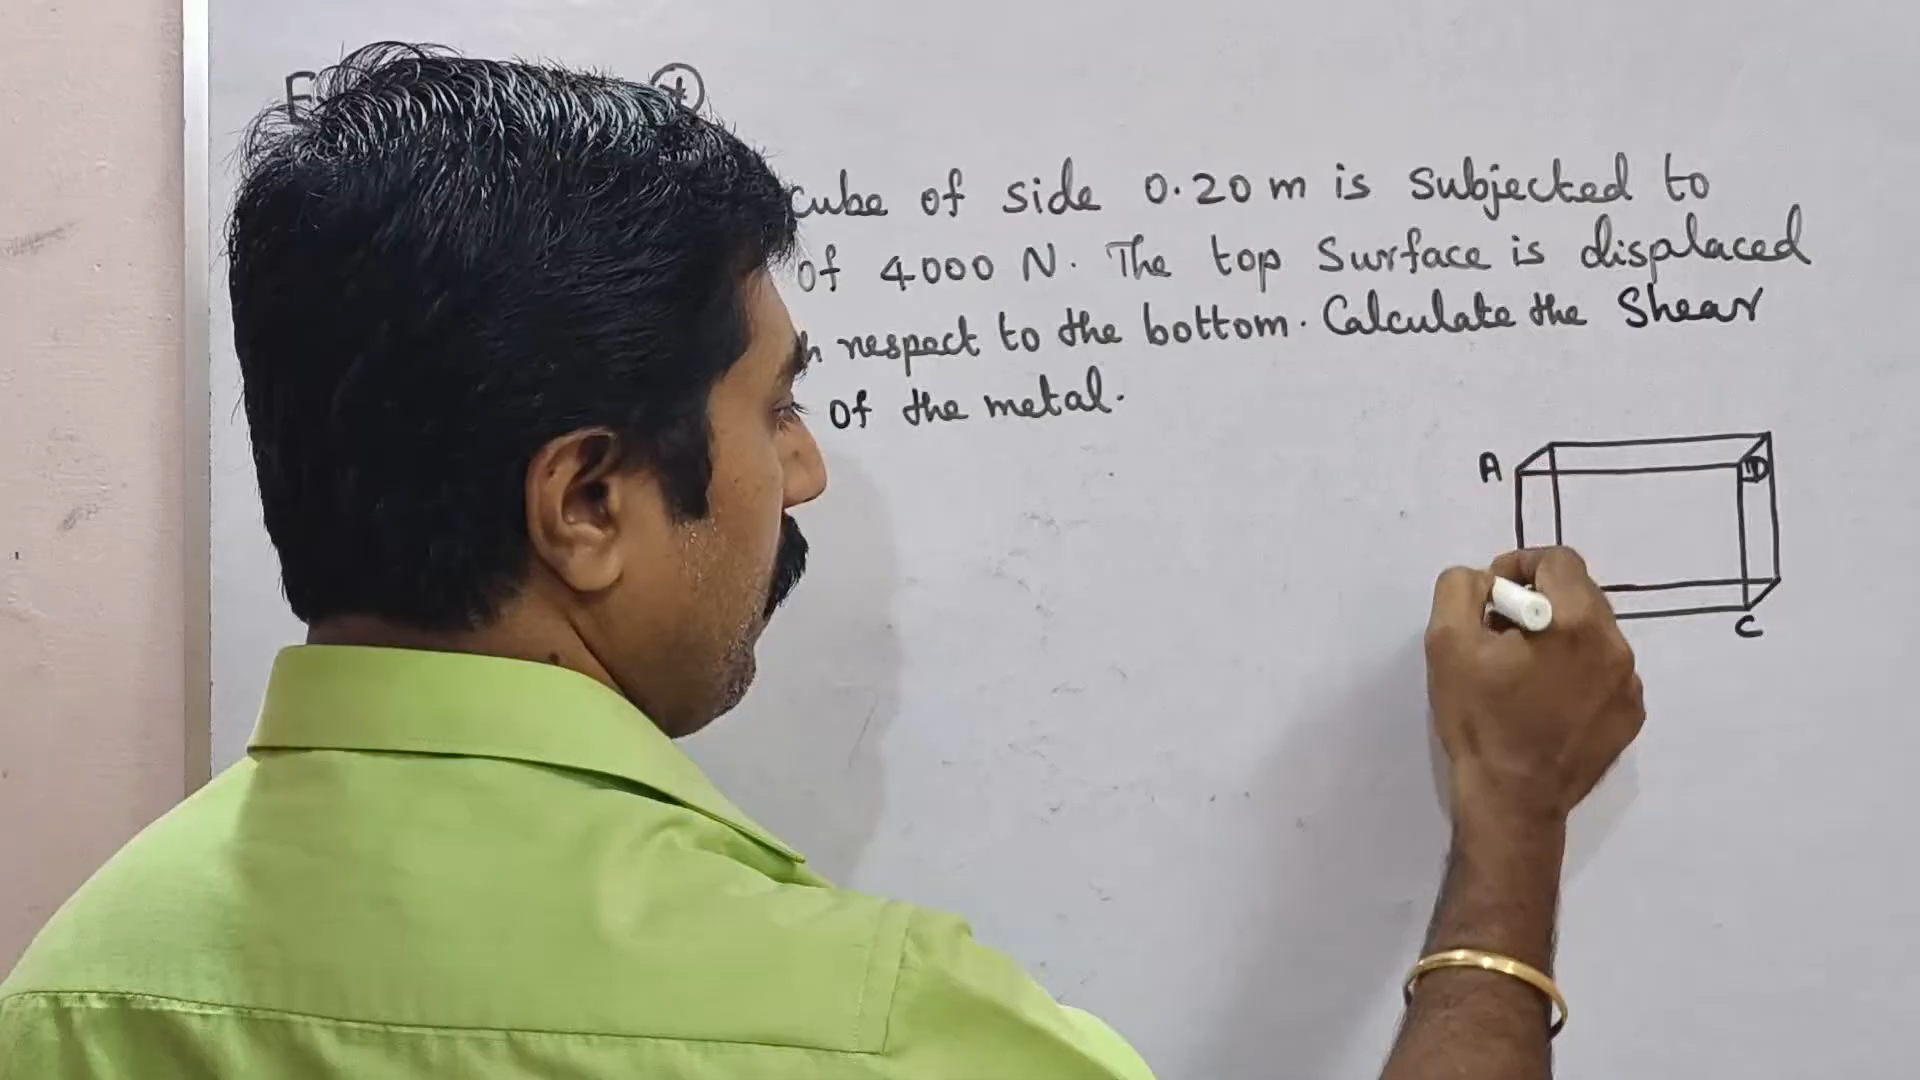 cube of side 0.20 m is subjected to
of 4000 N. The top surface is displaced
respect to the bottom. Calculate the Shear
of the metal.
A
D
C